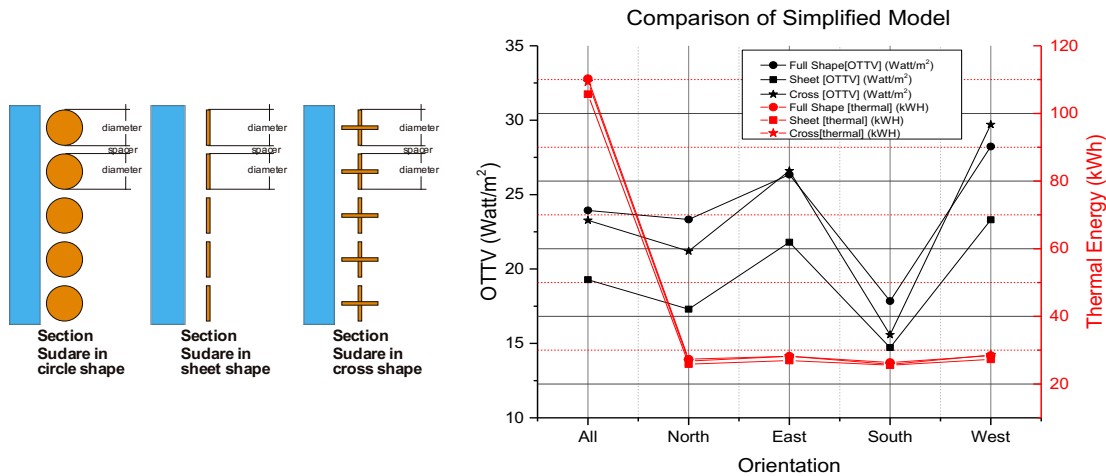 diameter
spacer
diameter
diameter
spacer
diameter
diameter
spacer
diameter
Section
Sudare in
circle shape
Section
Sudare in
sheet shape
Section
Sudare in
cross shape
Comparison of Simplified Model
Full Shape[OTTV) (Watt/m²)
Sheet [OTTV) (Watt/m²)
Cross [OTTV) (Watt/m²)
Full Shape [thermal] (kWH)
Sheet [thermal] (kWH)
Cross[thermal] (kWH)
OTTV (Watt/m²)
35
30
25
20
15
10
Thermal Energy (kWh)
120
100
80
60
40
20
All North East South West
Orientation